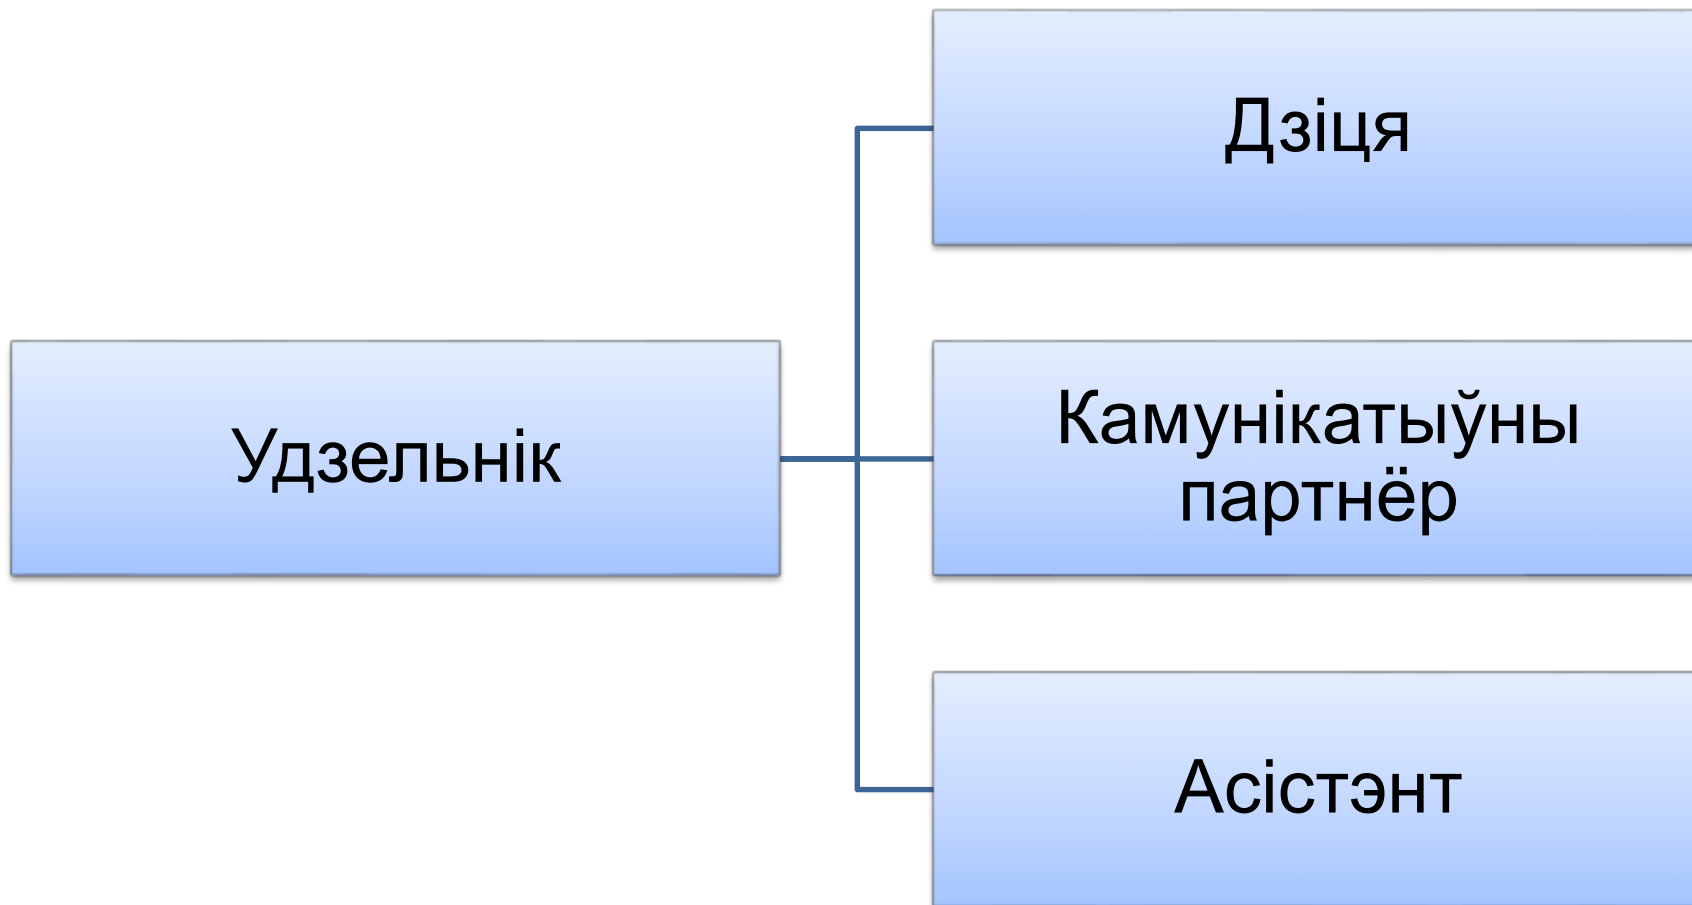 Дзіця
Удзельнік
Камунікатыўны
партнёр
Асістэнт